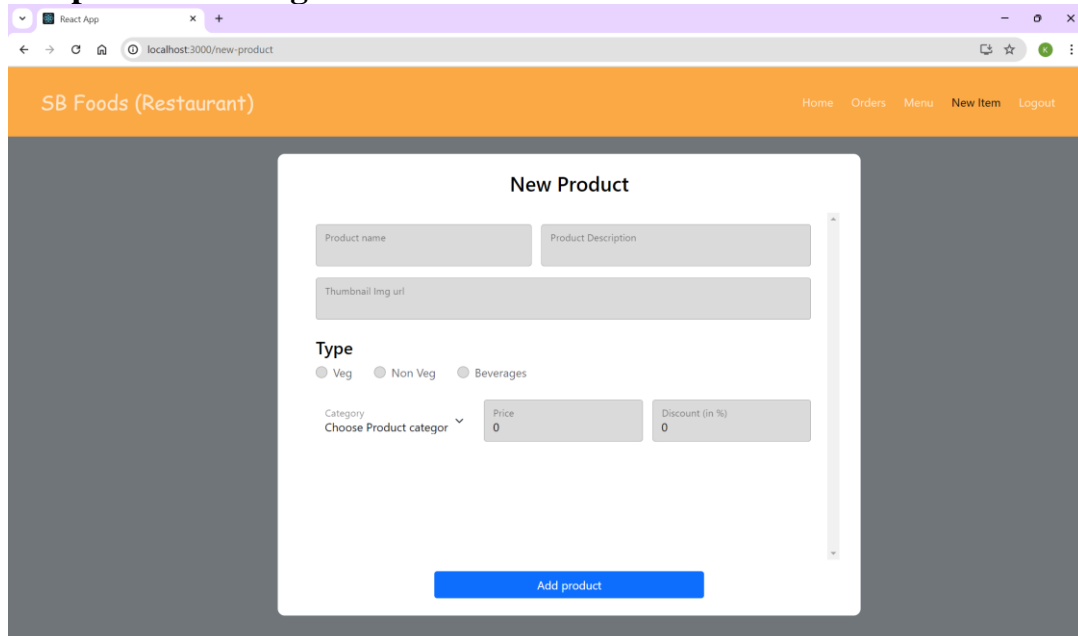 React App
localhost:3000/new-product
K
SB Foods (Restaurant)
Home Orders Menu New Item Logout
New Product
Product name Product Description
Thumbnail Img url
Type
Veg Non Veg Beverages
Category Price Discount (in %)
Choose Product categor 0 0
Add product